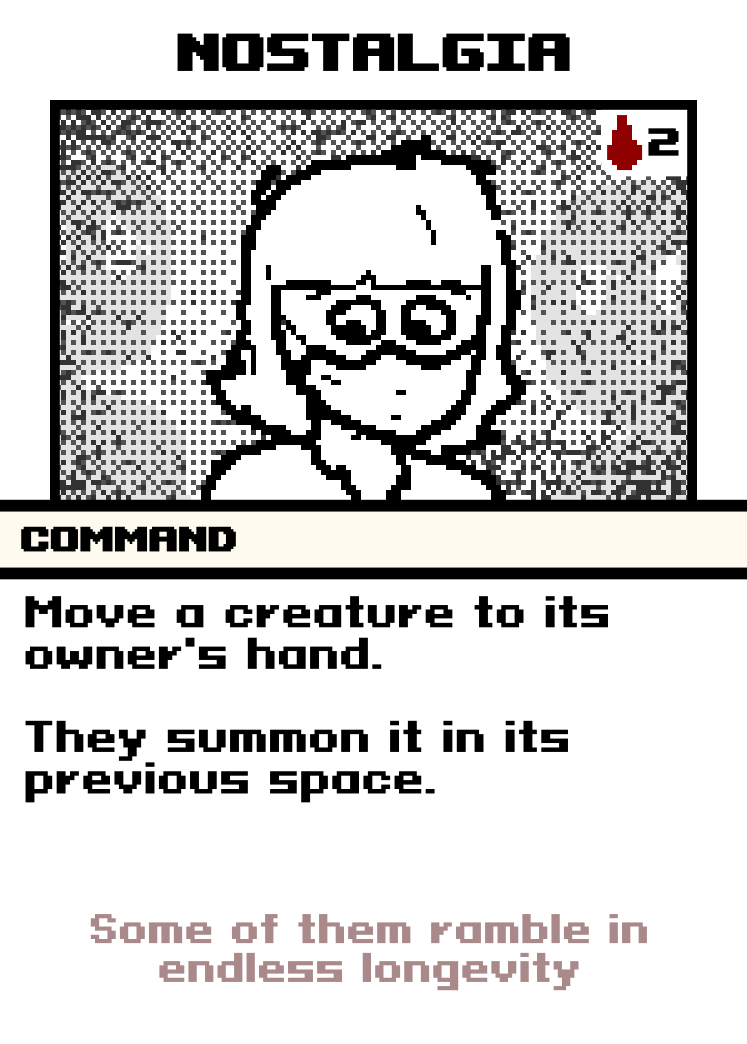 NOSTALGIA
2
COMMAND
Move a creature to its
owner's hand.
They summon it in its
previous space.
Some of them ramble in
endless longevity